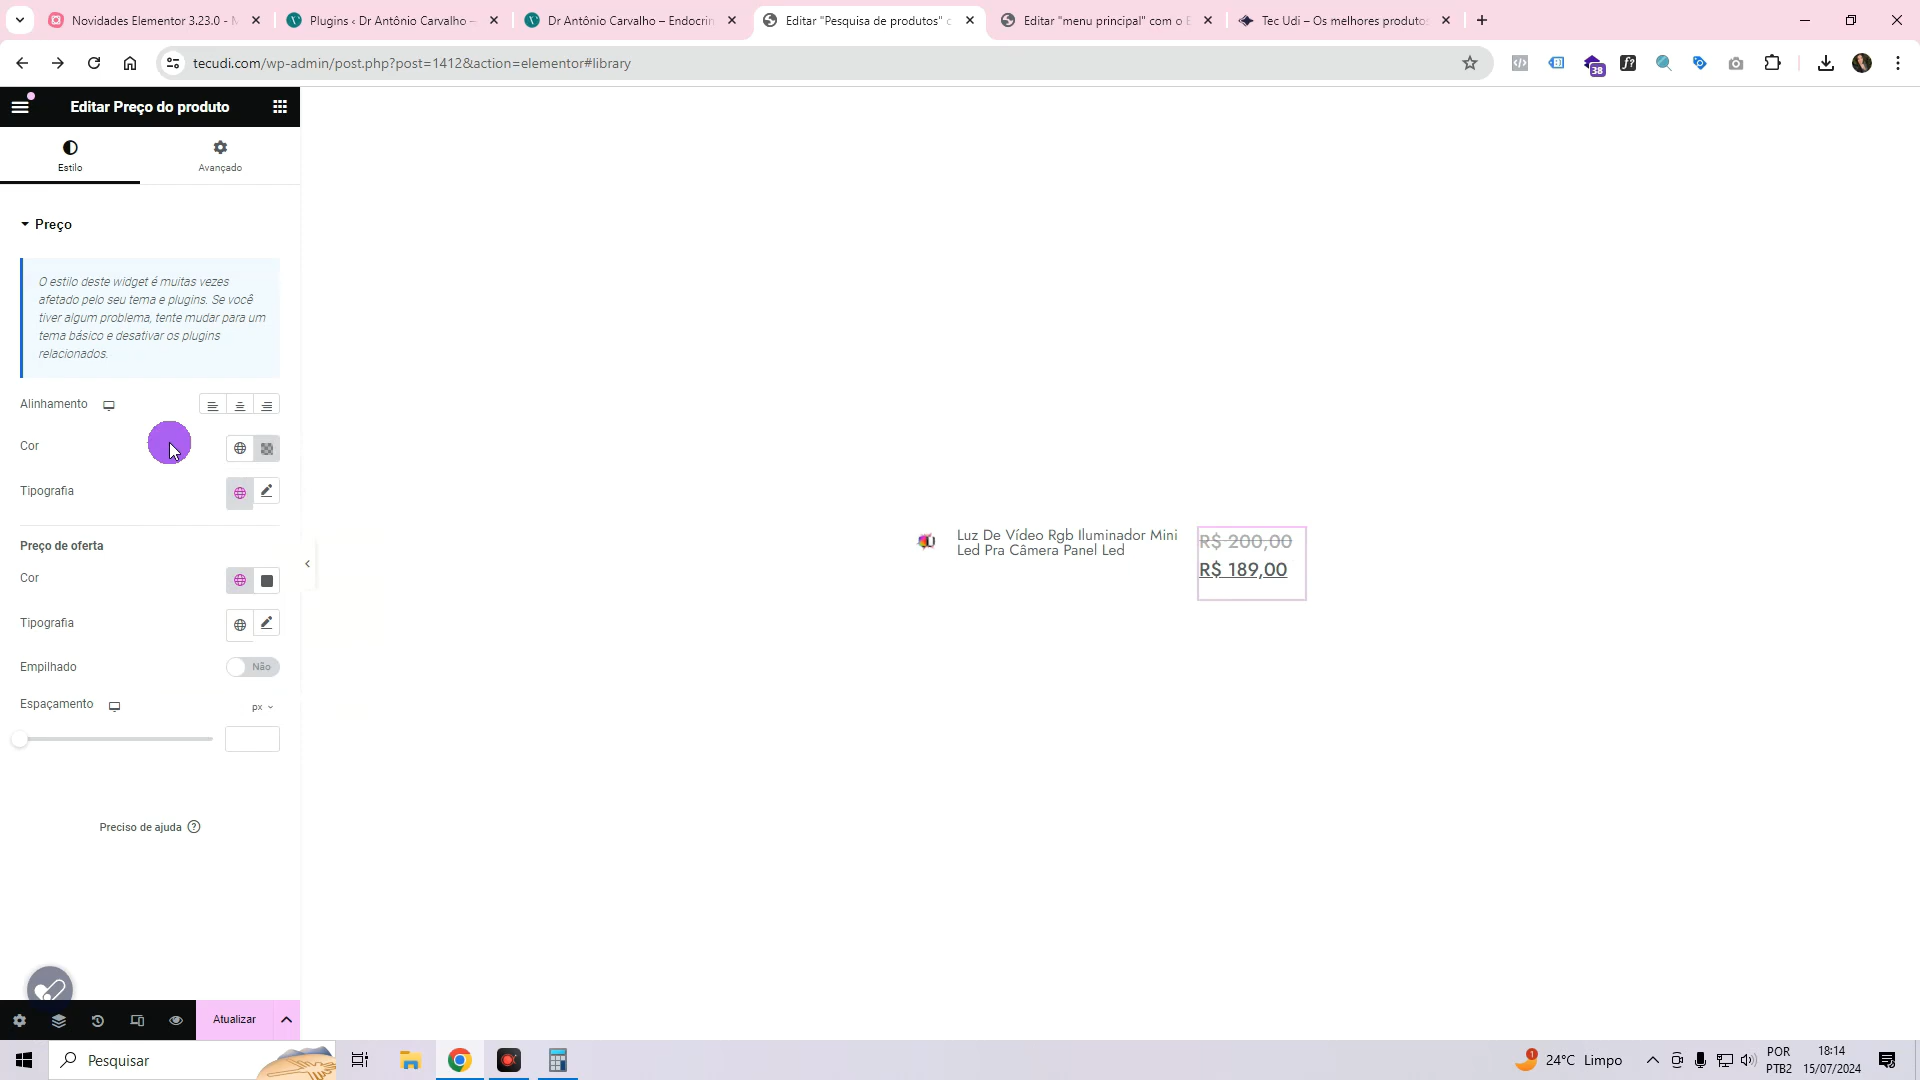 Novidades Elementor 3.23.0 -
Plugins ‹ Dr Antônio Carvalho –
Dr Antônio Carvalho – Endocrin
Editar "Pesquisa de produtos"
Editar "menu principal" com o E
Tec Udi – Os melhores produtos
tecudi.com/wp-admin/post.php?post=1412&action=elementor#library
38
f?
Editar Preço do produto
Estilo
Avançado
Preço
O estilo deste widget é muitas vezes
afetado pelo seu tema e plugins. Se você
tiver algum problema, tente mudar para um
tema básico e desativar os plugins
relacionados.
Alinhamento
Cor
Tipografia
Preço de oferta
Cor
Tipografia
Empilhado
Não
Espaçamento
px
Preciso de ajuda
Luz De Vídeo Rgb Iluminador Mini
Led Pra Câmera Panel Led
R$ 200,00
R$ 189,00
Atualizar
Pesquisar
1
24°C Limpo
POR
PTB2
18:14
15/07/2024